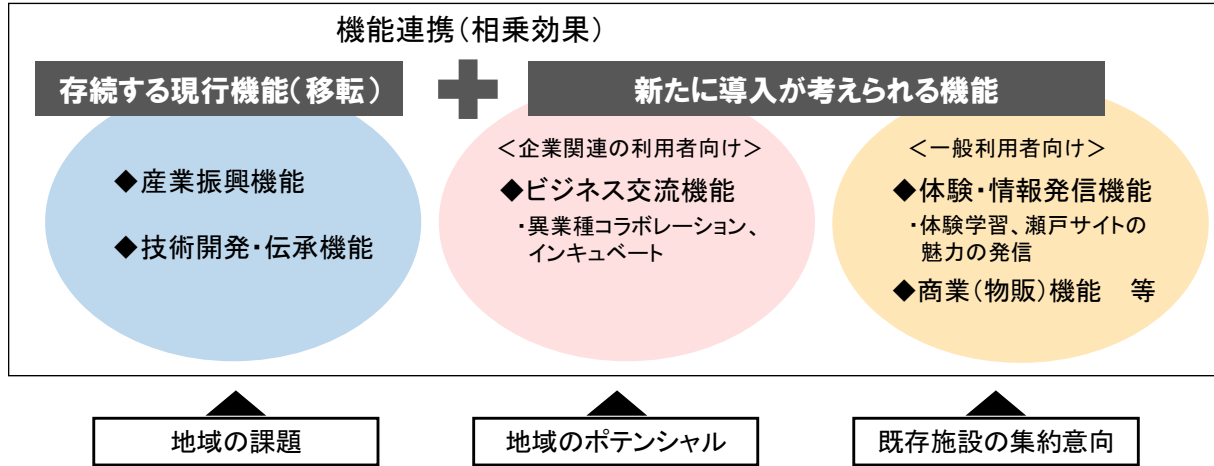 機能連携(相乗効果)
存続する現行機能(移転)
新たに導入が考えられる機能
◆産業振興機能
◆技術開発・伝承機能
<企業関連の利用者向け>
◆ビジネス交流機能
・異業種コラボレーション、
インキュベート
<一般利用者向け>
◆体験・情報発信機能
・体験学習、瀬戸サイトの
魅力の発信
◆商業(物販)機能 等
地域の課題
地域のポテンシャル
既存施設の集約意向